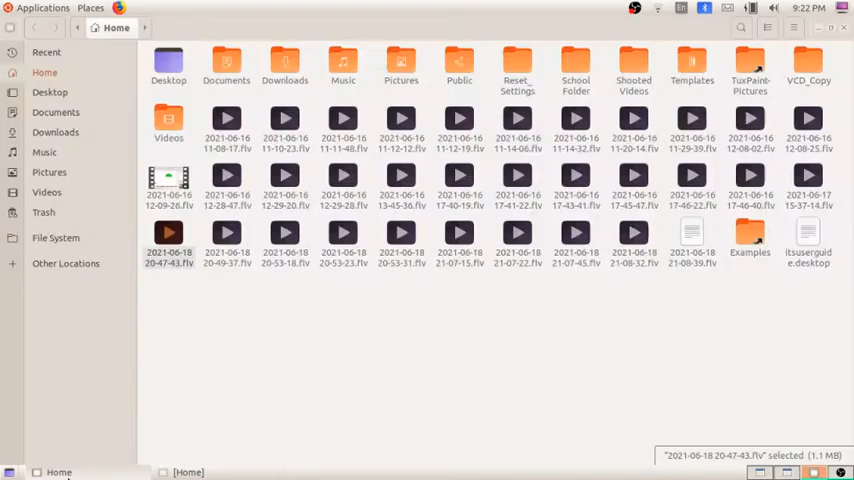 Applications Places En 9:22 PM
Home
Recent
Home
Desktop
Documents
Downloads
Music
Pictures
Videos
Trash
File System
Other Locations
Desktop Documents Downloads Music Pictures Public Reset_ School Shooted Templates TuxPaint- VCD_Copy
Settings Folder Videos Pictures
Videos 2021-06-16 2021-06-16 2021-06-16 2021-06-16 2021-06-16 2021-06-16 2021-06-16 2021-06-16 2021-06-16 2021-06-16 2021-06-16
11-08-17.flv 11-10-23.flv 11-11-48.flv 11-12-12.flv 11-12-19.flv 11-14-06.flv 11-14-32.flv 11-20-14.flv 11-29-39.flv 12-08-02.flv 12-08-25.flv
2021-06-16 2021-06-16 2021-06-16 2021-06-16 2021-06-16 2021-06-16 2021-06-16 2021-06-16 2021-06-16 2021-06-16 2021-06-16 2021-06-17
12-09-26.flv 12-28-47.flv 12-29-20.flv 12-29-28.flv 13-45-36.flv 17-40-19.flv 17-41-22.flv 17-43-41.flv 17-45-47.flv 17-46-22.flv 17-46-40.flv 15-37-14.flv
2021-06-18 2021-06-18 2021-06-18 2021-06-18 2021-06-18 2021-06-18 2021-06-18 2021-06-18 2021-06-18 2021-06-18 Examples itsuserguid
20-47-43.flv 20-49-37.flv 20-53-18.flv 20-53-23.flv 20-53-31.flv 21-07-15.flv 21-07-22.flv 21-07-45.flv 21-08-32.flv 21-08-39.flv e.desktop
"2021-06-18 20-47-43.flv" selected (1.1 MB)
Home [Home]